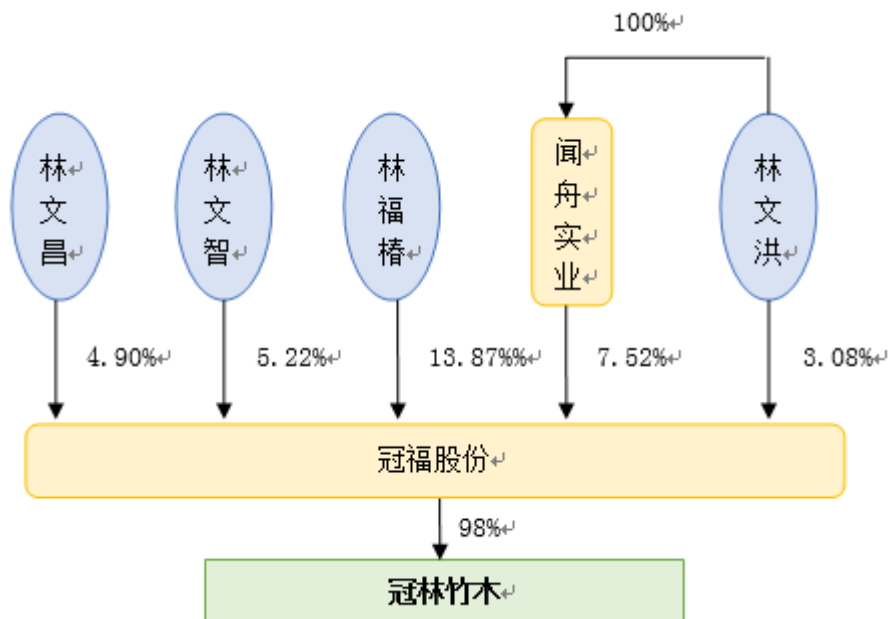 100%↵
林↵
文
昌↵
林↵
文
智↵
林
福
椿↵
闻↵
舟↵
实↵
业↵
林↵
文
洪↵
4.90%↵
5.22%↵
13.87%%↵
7.52%↵
3.08%↵
冠福股份↵
98%↵
冠林竹木↵